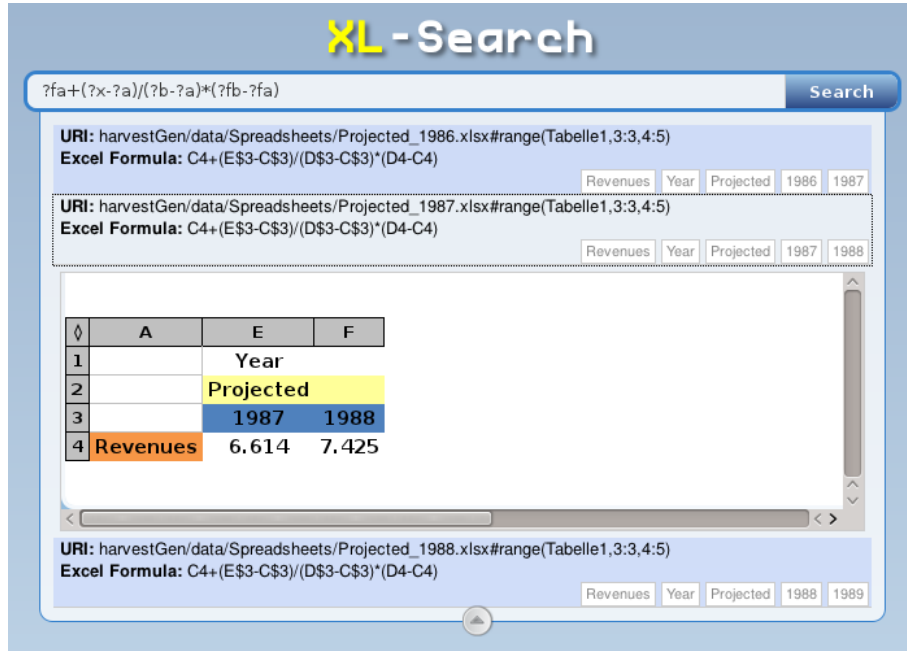 XL-Search
?fa+(?x-?a)/(?b-?a)*(?fb-?fa)
Search
URI: harvestGen/data/Spreadsheets/Projected_1986.xlsx#range(Tabelle1,3:3,4:5)
Excel Formula: C4+(E$3-C$3)/(D$3-C$3)*(D4-C4)
Revenues Year Projected 1986 1987
URI: harvestGen/data/Spreadsheets/Projected_1987.xlsx#range(Tabelle1,3:3,4:5)
Excel Formula: C4+(E$3-C$3)/(D$3-C$3)*(D4-C4)
Revenues Year Projected 1987 1988
◊ A E F
1 Year
2 Projected
3 1987 1988
4 Revenues 6.614 7.425
URI: harvestGen/data/Spreadsheets/Projected_1988.xlsx#range(Tabelle1,3:3,4:5)
Excel Formula: C4+(E$3-C$3)/(D$3-C$3)*(D4-C4)
Revenues Year Projected 1988 1989